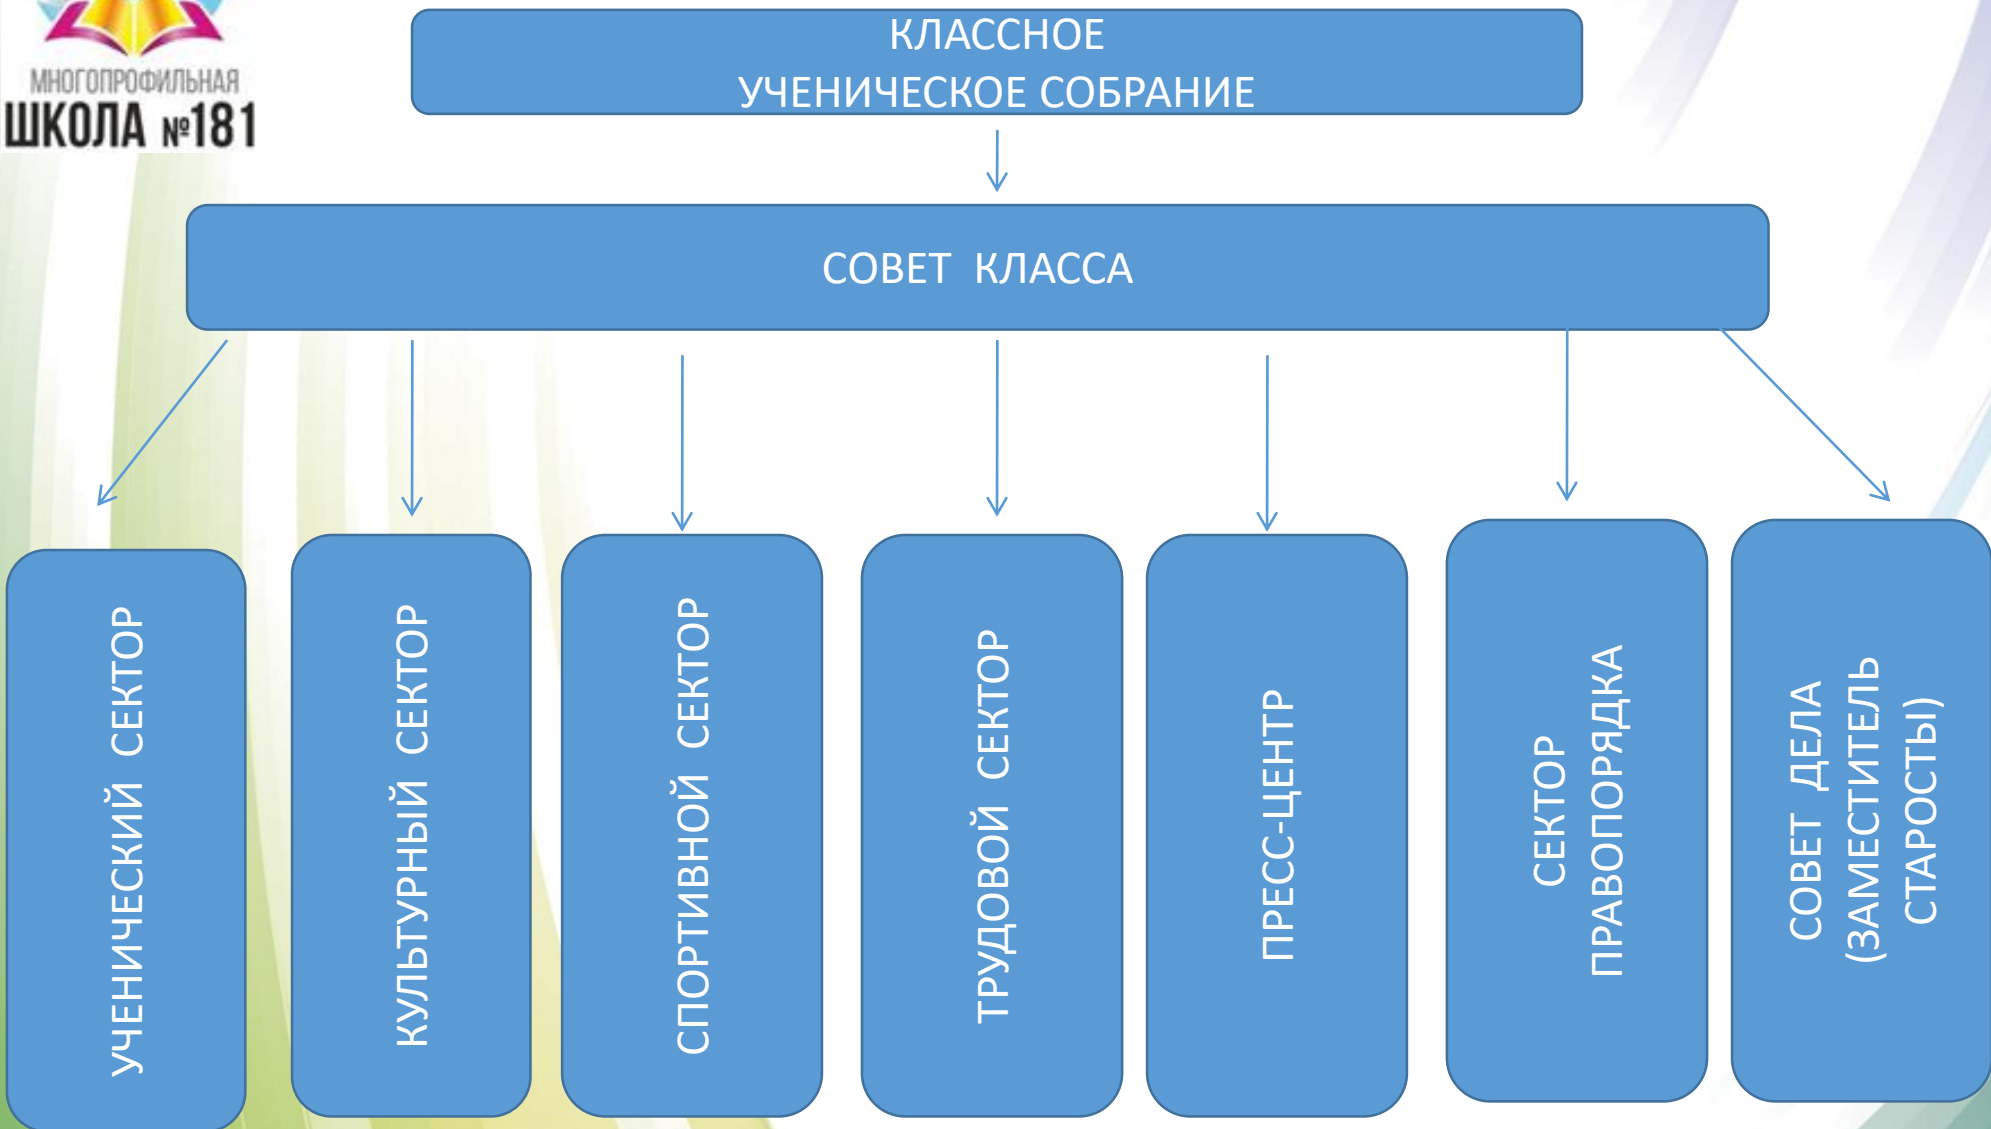 МНОГОПРОФИЛЬНАЯ
ШКОЛА №181
КЛАССНОЕ
УЧЕНИЧЕСКОЕ СОБРАНИЕ
СОВЕТ КЛАССА
УЧЕНИЧЕСКИЙ СЕКТОР
КУЛЬТУРНЫЙ СЕКТОР
СПОРТИВНОЙ СЕКТОР
ТРУДОВОЙ СЕКТОР
ПРЕСС-ЦЕНТР
СЕКТОР
ПРАВОПОРЯДКА
СОВЕТ ДЕЛА
(ЗАМЕСТИТЕЛЬ
СТАРОСТЫ)